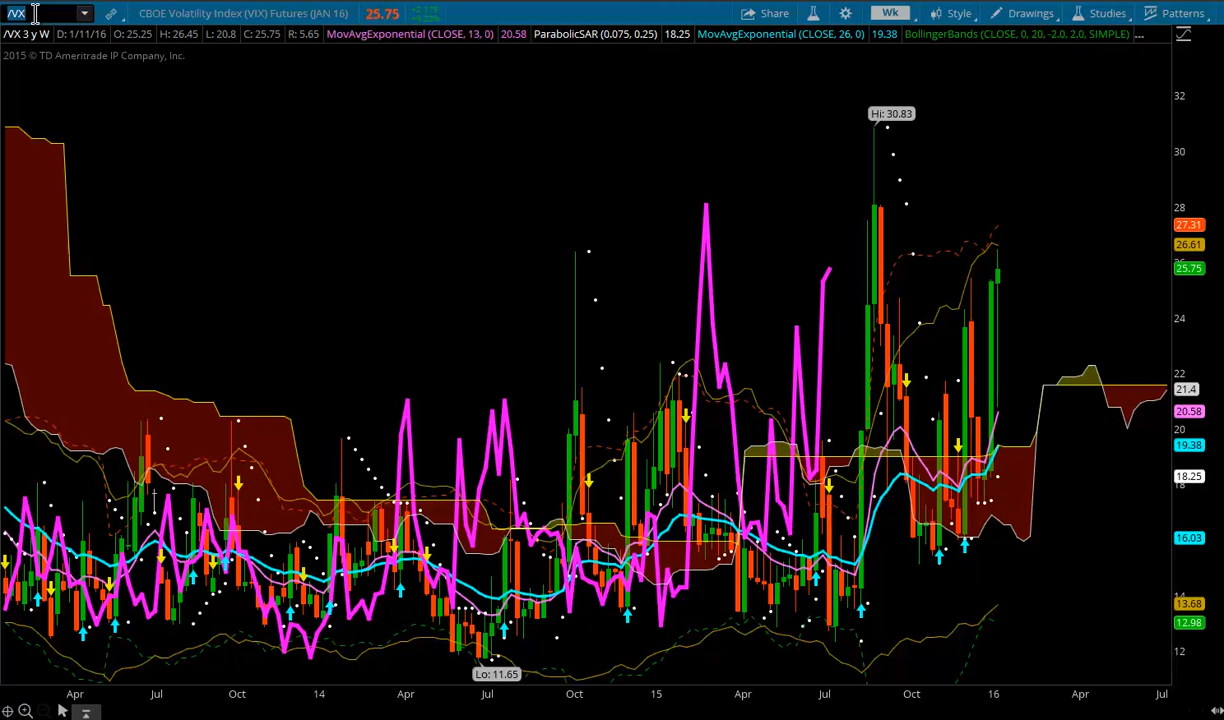 /VX CBOE Volatility Index (VIX) Futures (JAN 16) 25.75 Share Wk Style Drawings Studies Patterns
/VX 3 y W D: 1/11/16 O: 25.25 H: 26.45 L: 20.8 C: 25.75 R: 5.65 MovAvgExponential (CLOSE, 13, 0) 20.58 ParabolicSAR (0.075, 0.25) 18.25 MovAvgExponential (CLOSE, 26, 0) 19.38 BollingerBands (CLOSE, 0, 20, -2.0, 2.0, SIMPLE) ...
2015 © TD Ameritrade IP Company, Inc.
32
Hi: 30.83
30
28
27.31
26.61
25.75
24
22
21.4
20.58
20
19.38
18.25
16.03
13.68
12.98
12
Lo: 11.65
Apr Jul Oct 14 Apr Jul Oct 15 Apr Jul Oct 16 Apr Jul